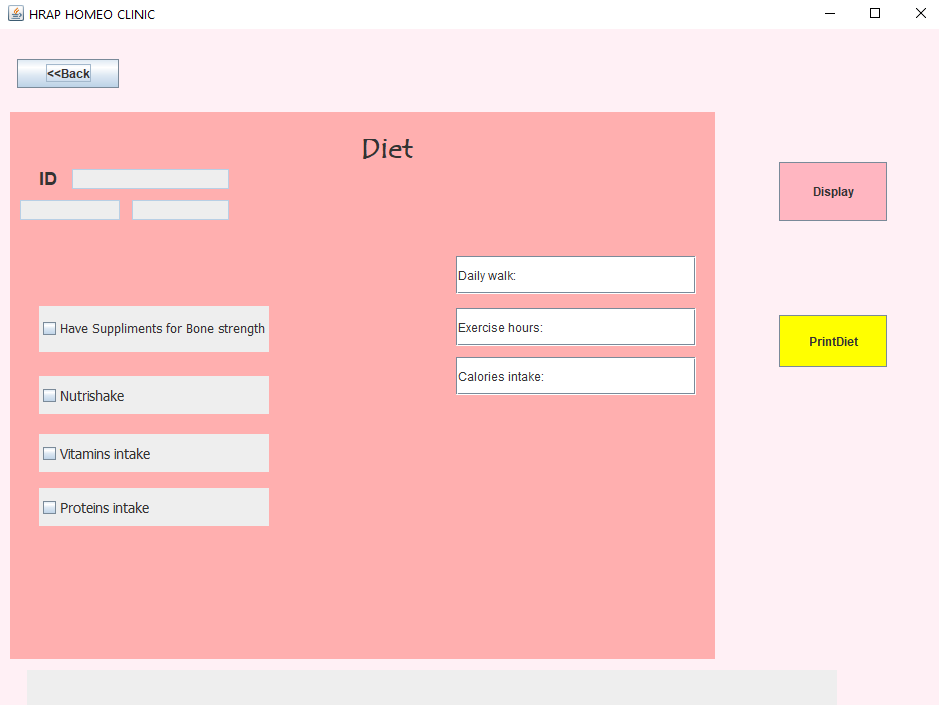 HRAP HOMEO CLINIC
<<Back
Diet
ID
Display
Daily walk:
Have Suppliments for Bone strength
Exercise hours:
PrintDiet
Calories intake:
Nutrishake
Vitamins intake
Proteins intake